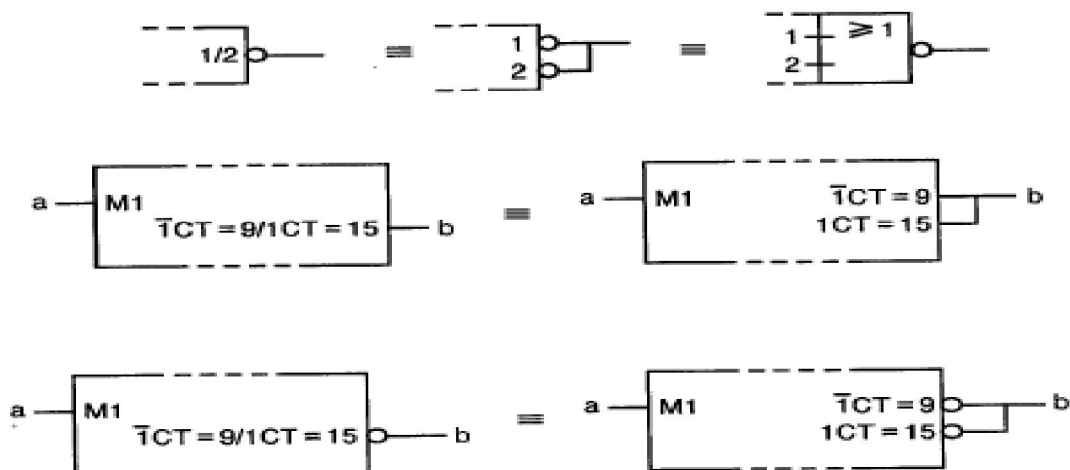 1/2 ≡ 1 ≡ 1 ≥ 1
2 2
a M1 ≡ a M1 1̅CT = 9 b
1̅CT = 9/1CT = 15 b 1CT = 15
a M1 ≡ a M1 1̅CT = 9 b
1̅CT = 9/1CT = 15 b 1CT = 15